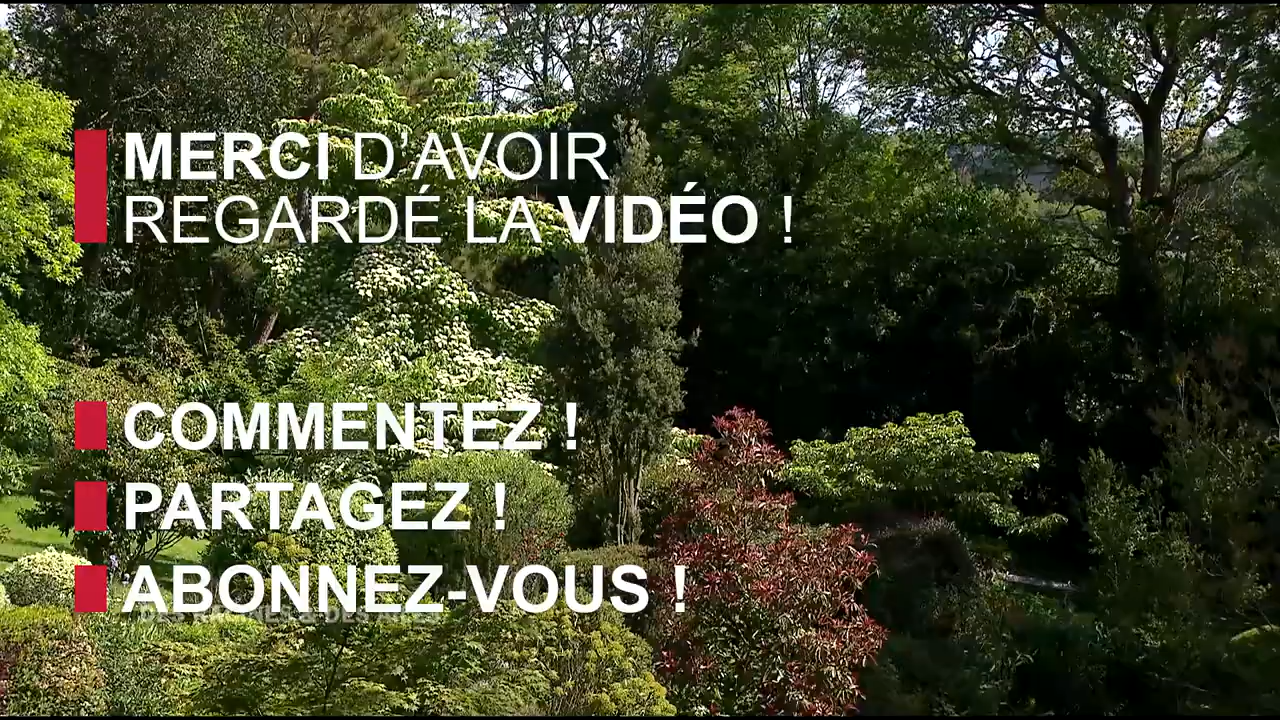 MERCI D'AVOIR
REGARDÉ LA VIDÉO !
COMMENTEZ !
PARTAGEZ !
ABONNEZ-VOUS !